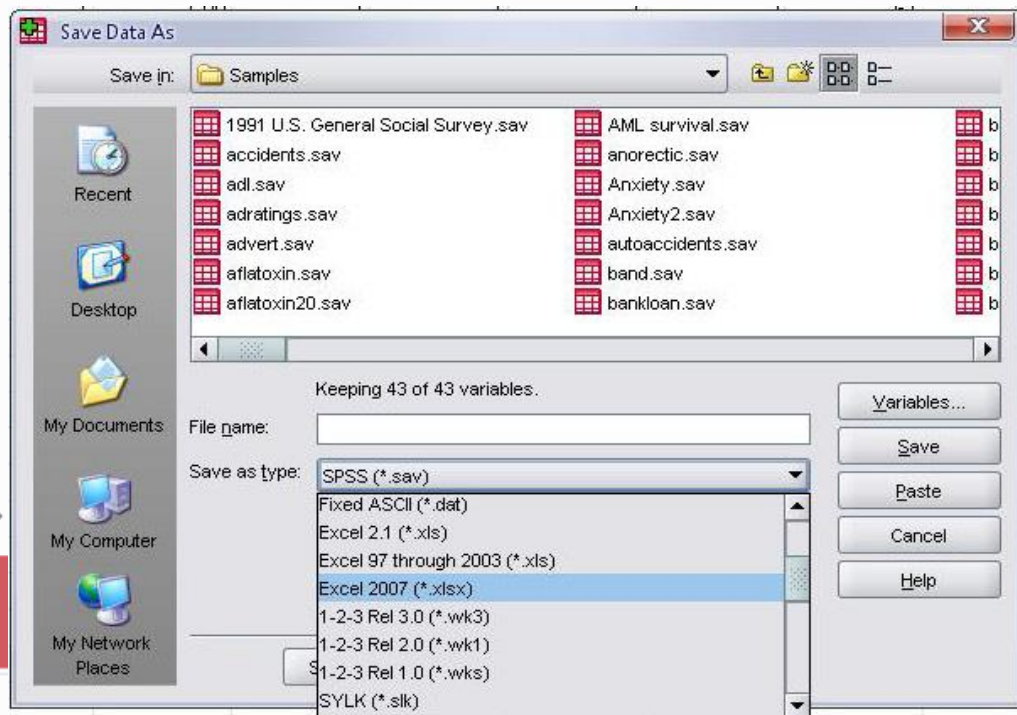 Save Data As
Save in: Samples
1991 U.S. General Social Survey.sav
accidents.sav
adl.sav
adratings.sav
advert.sav
aflatoxin.sav
aflatoxin20.sav
AML survival.sav
anorectic.sav
Anxiety.sav
Anxiety2.sav
autoaccidents.sav
band.sav
bankloan.sav
b
b
b
b
b
b
b
Recent
Desktop
My Documents
My Computer
My Network
Places
Keeping 43 of 43 variables.
File name:
Save as type: SPSS (*.sav)
Fixed ASCII (*.dat)
Excel 2.1 (*.xls)
Excel 97 through 2003 (*.xls)
Excel 2007 (*.xlsx)
1-2-3 Rel 3.0 (*.wk3)
1-2-3 Rel 2.0 (*.wk1)
1-2-3 Rel 1.0 (*.wks)
SYLK (*.slk)
Variables...
Save
Paste
Cancel
Help